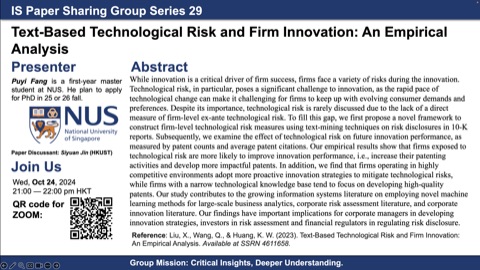 IS Paper Sharing Group Series 29
Text-Based Technological Risk and Firm Innovation: An Empirical
Analysis
Presenter
Puyi Fang is a first-year master
student at NUS. He plan to apply
for PhD in 25 or 26 fall.
NUS
National University
of Singapore
Paper Discussant: Siyuan Jin (HKUST)
Join Us
Wed, Oct 24, 2024
21:00 — 22:00 pm HKT
QR code for
ZOOM:
Abstract
While innovation is a critical driver of firm success, firms face a variety of risks during the innovation.
Technological risk, in particular, poses a significant challenge to innovation, as the rapid pace of
technological change can make it challenging for firms to keep up with evolving consumer demands and
preferences. Despite its importance, technological risk is rarely discussed due to the lack of a direct
measure of firm-level ex-ante technological risk. To fill this gap, we first propose a novel framework to
construct firm-level technological risk measures using text-mining techniques on risk disclosures in 10-K
reports. Subsequently, we examine the effect of technological risk on future innovation performance, as
measured by patent counts and average patent citations. Our empirical results show that firms exposed to
technological risk are more likely to improve innovation performance, i.e., increase their patenting
activities and develop more impactful patents. In addition, we find that firms operating in highly
competitive environments adopt more proactive innovation strategies to mitigate technological risks,
while firms with a narrow technological knowledge base tend to focus on developing high-quality
patents. Our study contributes to the growing information systems literature on employing novel machine
learning methods for large-scale business analytics, corporate risk assessment literature, and corporate
innovation literature. Our findings have important implications for corporate managers in developing
innovation strategies, investors in risk assessment and financial regulators in regulating risk disclosure.
Reference: Liu, X., Wang, Q., & Huang, K. W. (2023). Text-Based Technological Risk and Firm Innovation:
An Empirical Analysis. Available at SSRN 4611658.
Group Mission: Critical Insights, Deeper Understanding.